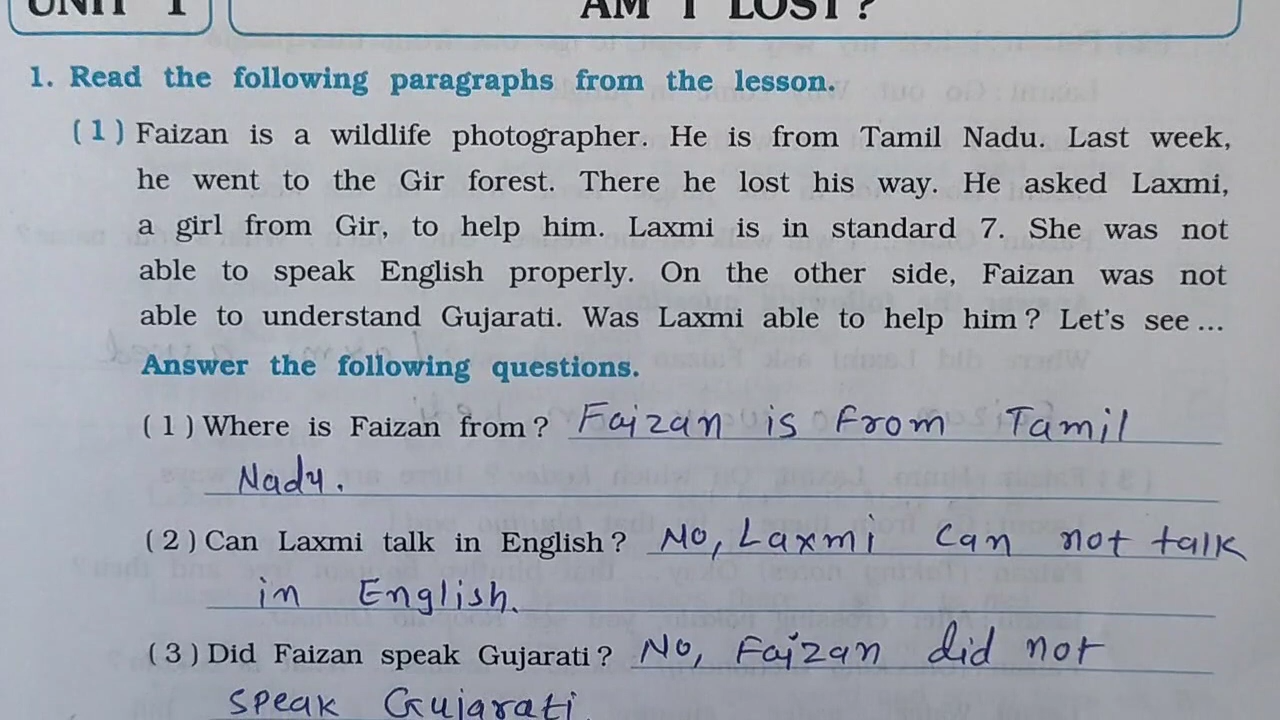 UNIT 1 AM I LOST?
1. Read the following paragraphs from the lesson.
(1) Faizan is a wildlife photographer. He is from Tamil Nadu. Last week,
he went to the Gir forest. There he lost his way. He asked Laxmi,
a girl from Gir, to help him. Laxmi is in standard 7. She was not
able to speak English properly. On the other side, Faizan was not
able to understand Gujarati. Was Laxmi able to help him? Let's see ...
Answer the following questions.
(1) Where is Faizan from? Faizan is from Tamil
Nadu.
(2) Can Laxmi talk in English? No, Laxmi can not talk
in English.
(3) Did Faizan speak Gujarati? No, Faizan did not
speak Gujarati.